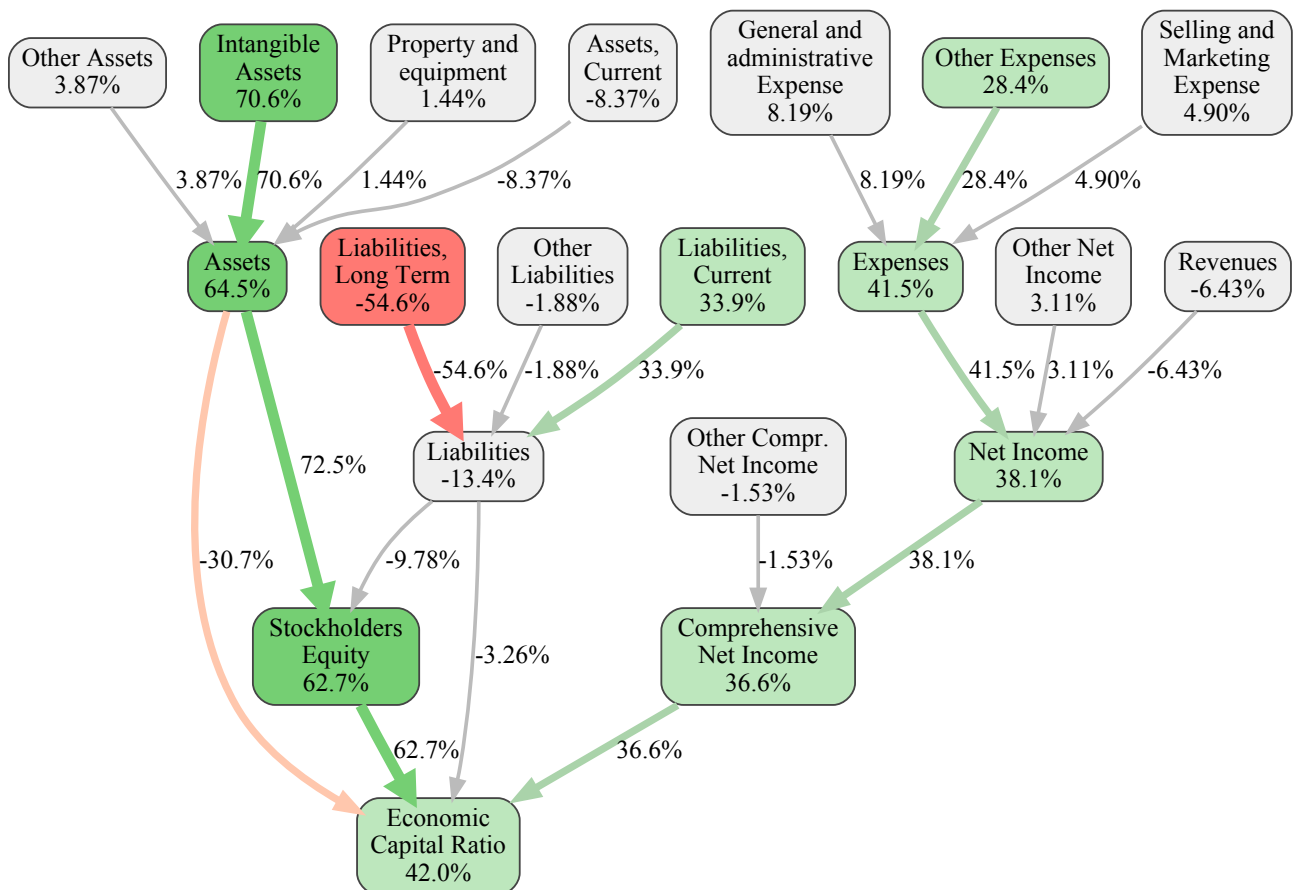 Other Assets
3.87%
Intangible
Assets
70.6%
Property and
equipment
1.44%
Assets,
Current
-8.37%
General and
administrative
Expense
8.19%
Other Expenses
28.4%
Selling and
Marketing
Expense
4.90%
3.87%
70.6%
1.44%
-8.37%
8.19%
28.4%
4.90%
Assets
64.5%
Liabilities,
Long Term
-54.6%
Other
Liabilities
-1.88%
Liabilities,
Current
33.9%
Expenses
41.5%
Other Net
Income
3.11%
Revenues
-6.43%
-54.6%
-1.88%
33.9%
41.5%
3.11%
-6.43%
72.5%
Liabilities
-13.4%
Other Compr.
Net Income
-1.53%
Net Income
38.1%
-30.7%
-9.78%
-1.53%
38.1%
Stockholders
Equity
62.7%
-3.26%
Comprehensive
Net Income
36.6%
62.7%
36.6%
Economic
Capital Ratio
42.0%